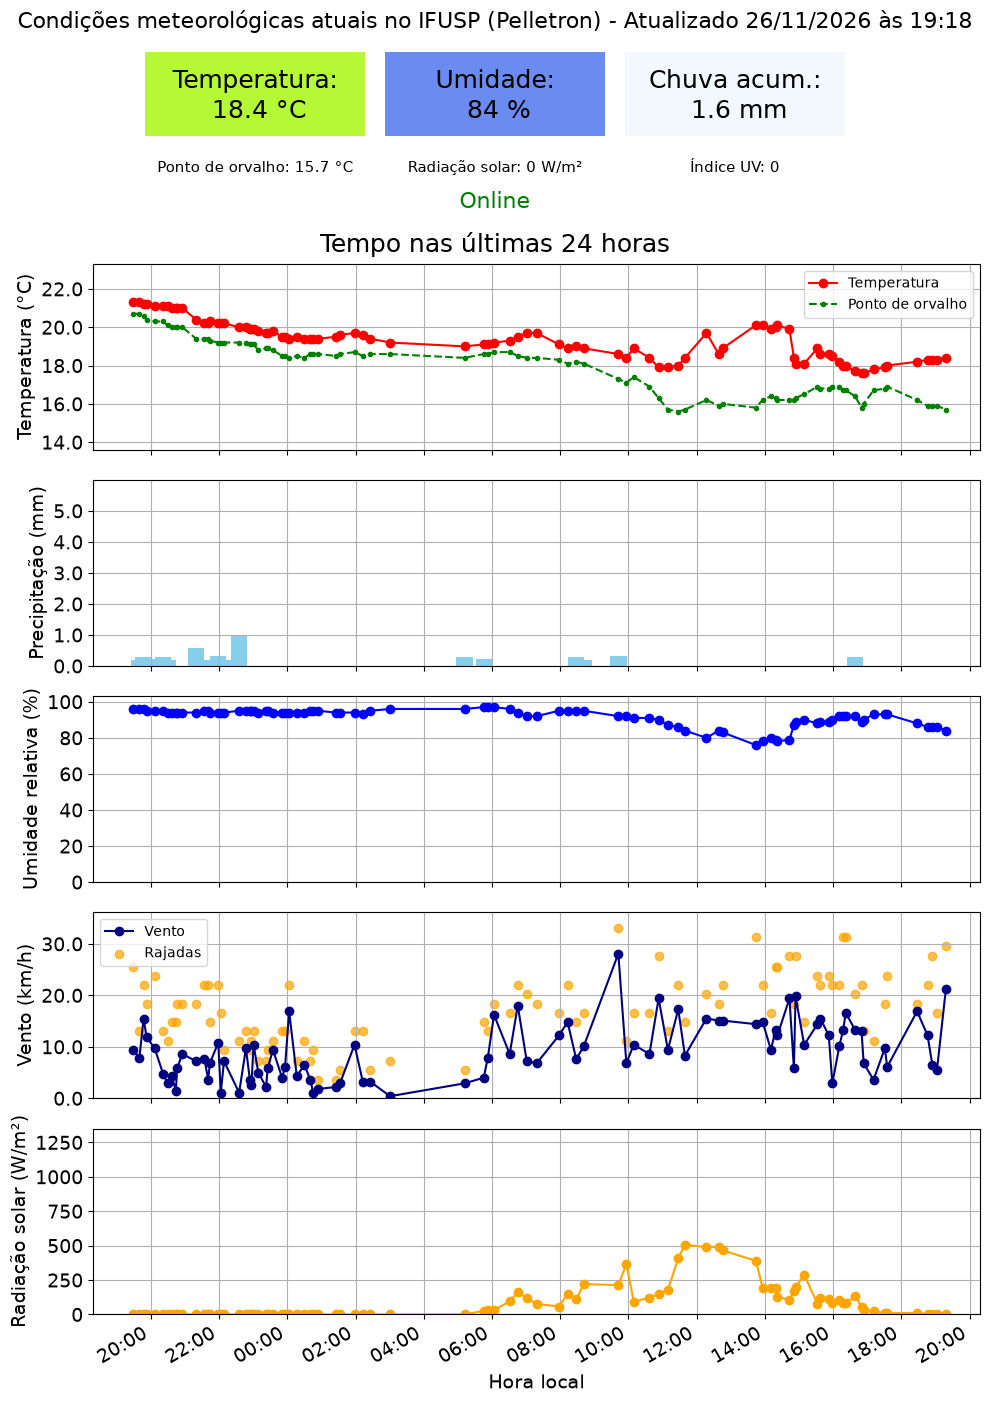 Condições meteorológicas atuais no IFUSP (Pelletron) - Atualizado 26/11/2026 às 19:18
Temperatura:
18.4 °C
Umidade:
84 %
Chuva acum.:
1.6 mm
Ponto de orvalho: 15.7 °C
Radiação solar: 0 W/m²
Índice UV: 0
Online
Tempo nas últimas 24 horas
Temperatura (°C)
22.0
20.0
18.0
16.0
14.0
Temperatura
Ponto de orvalho
Precipitação (mm)
5.0
4.0
3.0
2.0
1.0
0.0
Umidade relativa (%)
100
80
60
40
20
0
Vento (km/h)
30.0
20.0
10.0
0.0
Vento
Rajadas
Radiação solar (W/m²)
1250
1000
750
500
250
0
20:00
22:00
00:00
02:00
04:00
06:00
08:00
10:00
12:00
14:00
16:00
18:00
20:00
Hora local